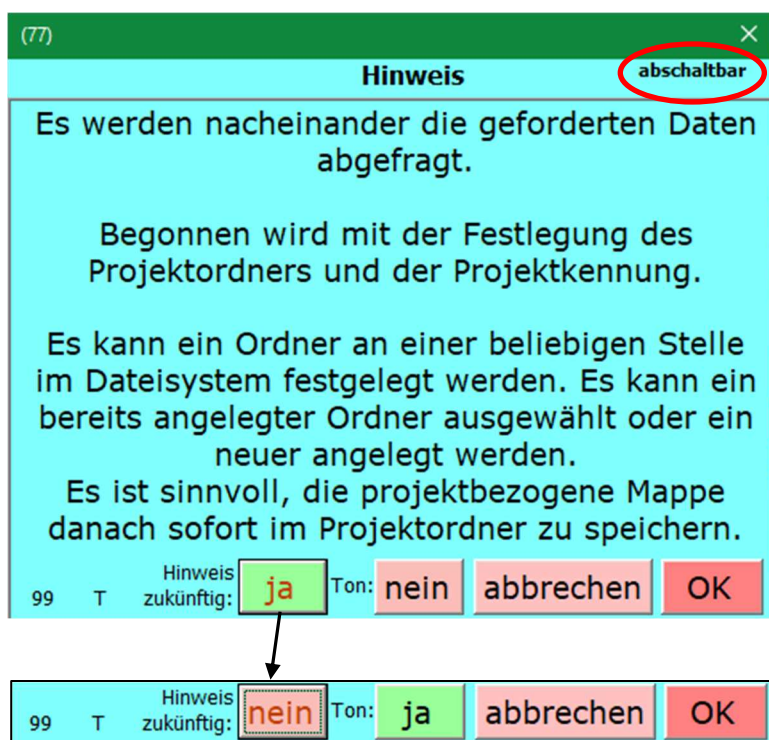 (77)
Hinweis abschaltbar
Es werden nacheinander die geforderten Daten
abgefragt.
Begonnen wird mit der Festlegung des
Projektordners und der Projektkennung.
Es kann ein Ordner an einer beliebigen Stelle
im Dateisystem festgelegt werden. Es kann ein
bereits angelegter Ordner ausgewählt oder ein
neuer angelegt werden.
Es ist sinnvoll, die projektbezogene Mappe
danach sofort im Projektordner zu speichern.
99 T Hinweis zukünftig: ja Ton: nein abbrechen OK
99 T Hinweis zukünftig: nein Ton: ja abbrechen OK